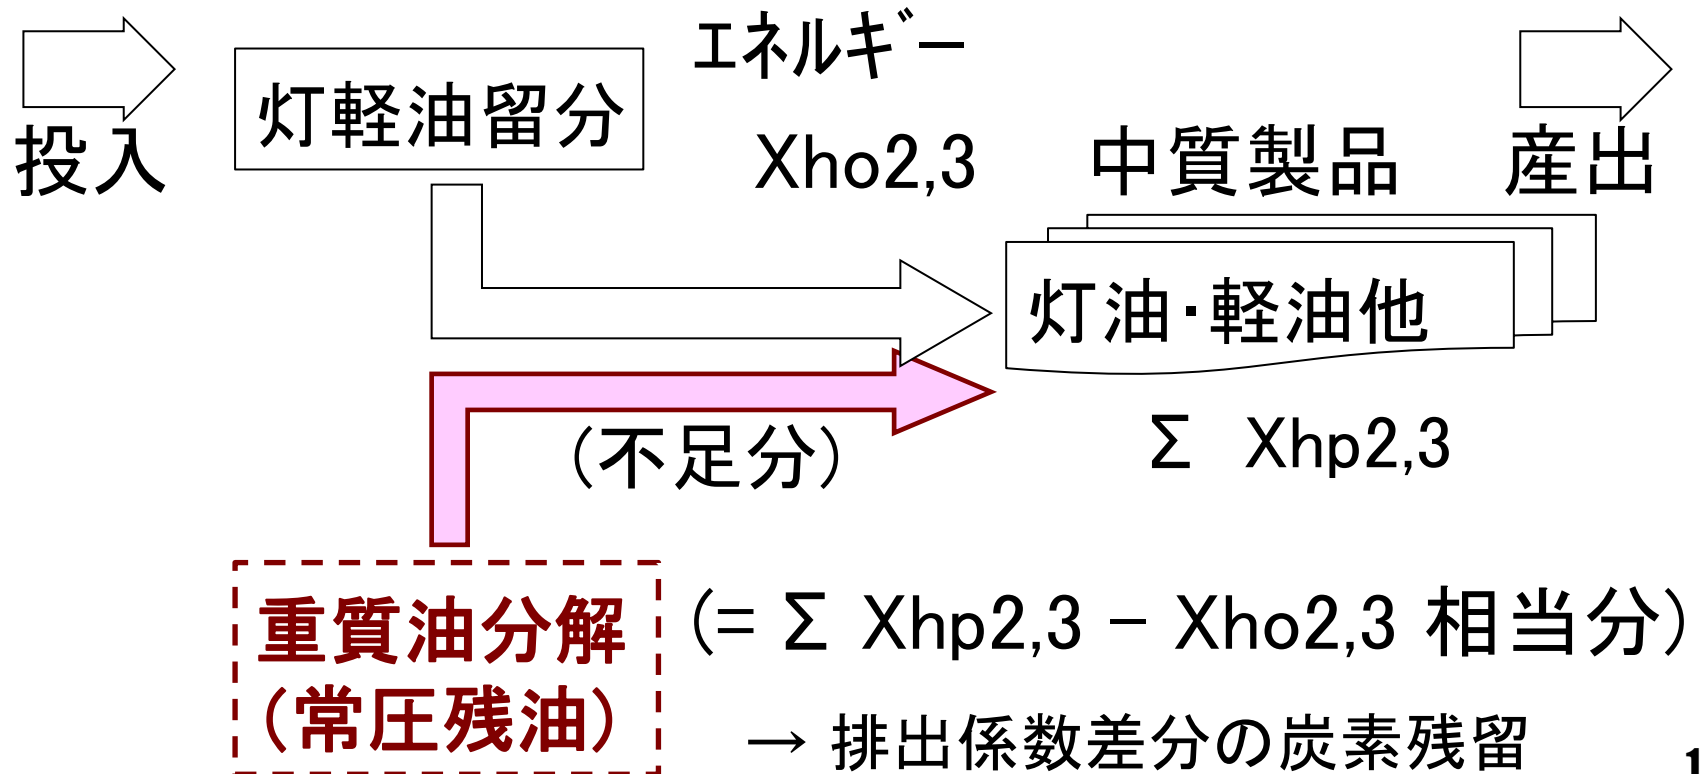 エネルギー
灯軽油留分
投入
Xho2,3
中質製品
産出
灯油・軽油他
(不足分)
Σ Xhp2,3
重質油分解
(常圧残油)
(= Σ Xhp2,3 − Xho2,3 相当分)
→ 排出係数差分の炭素残留